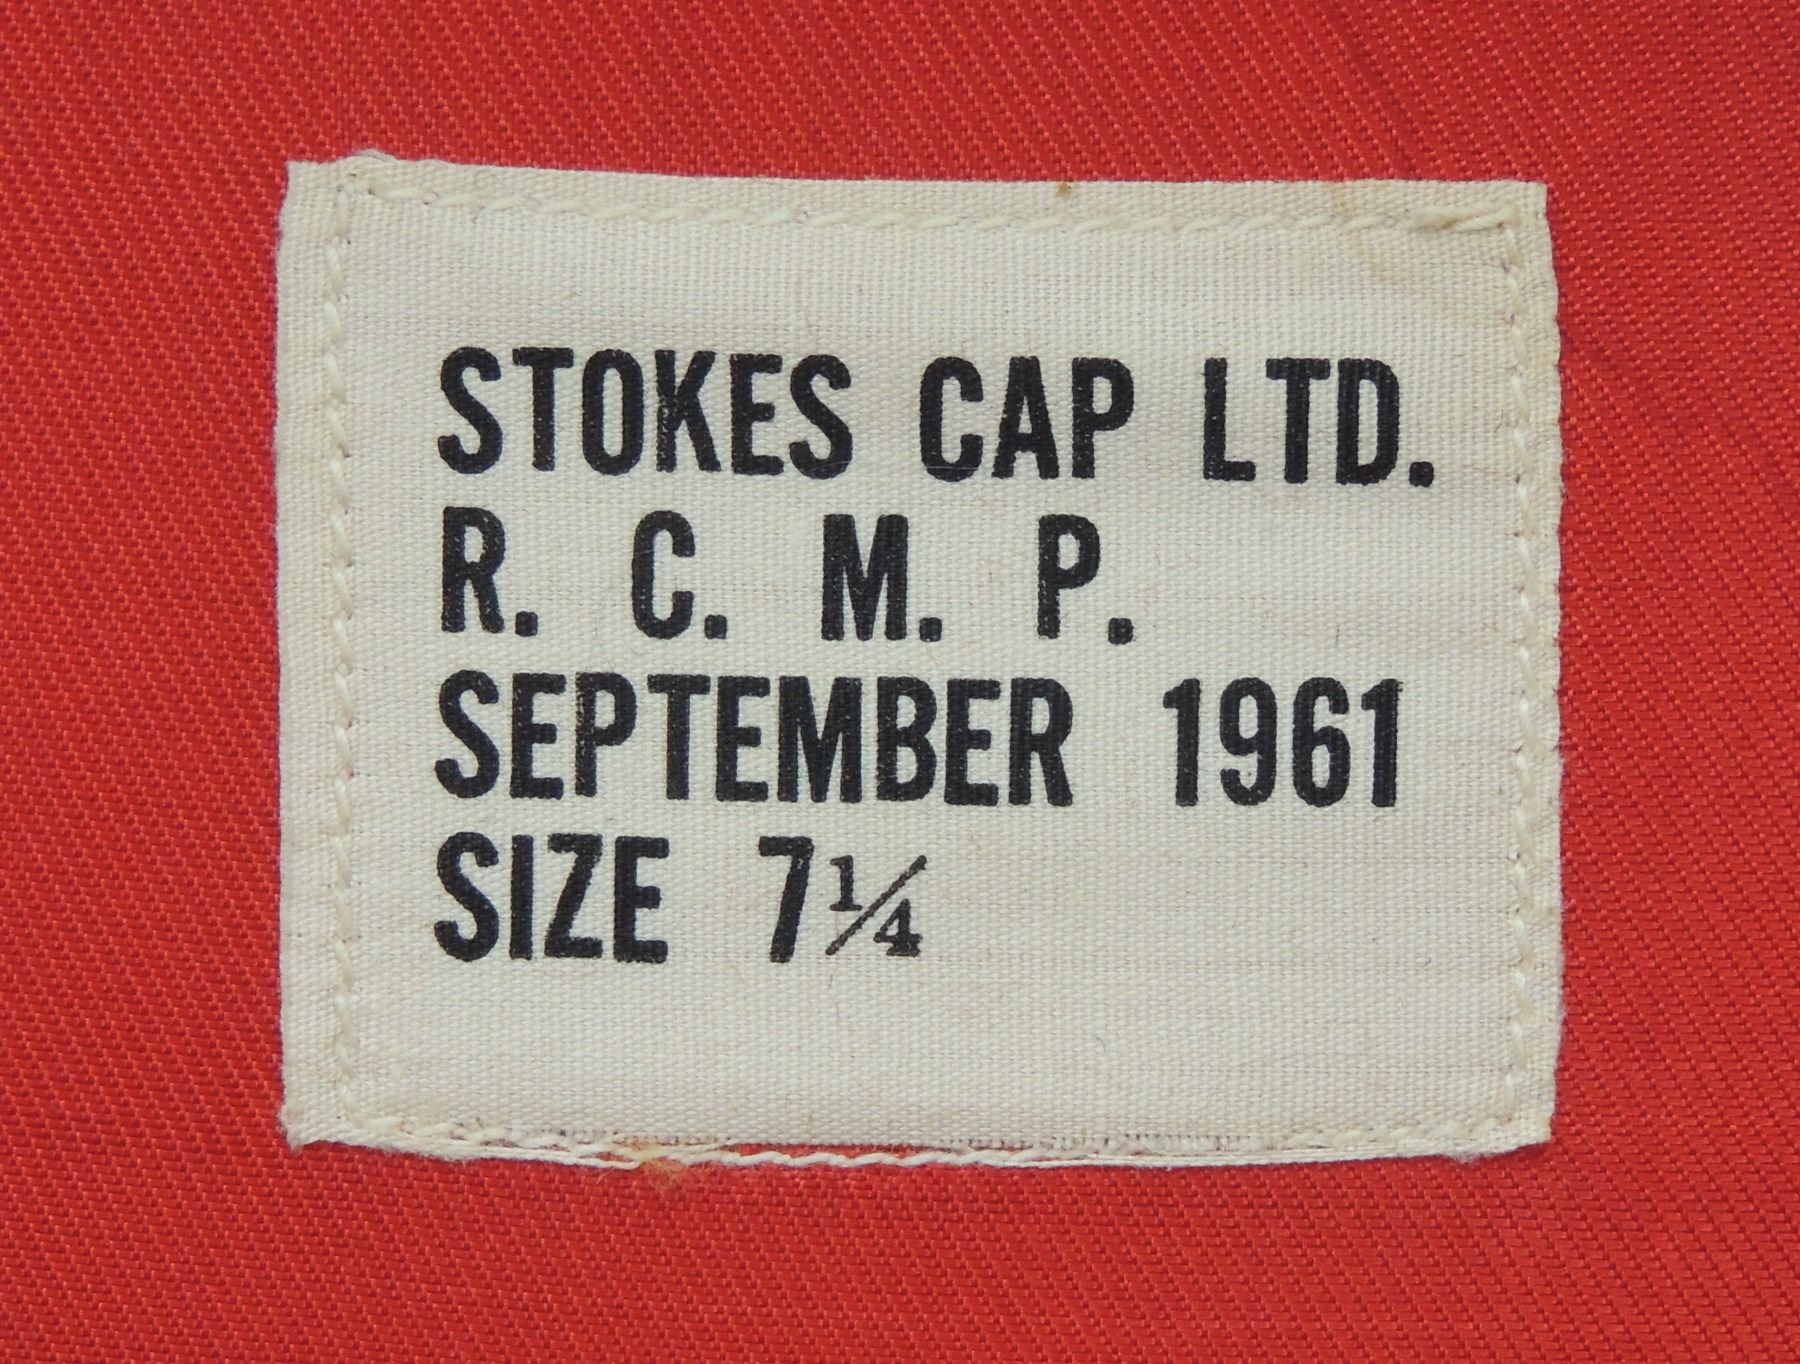 STOKES CAP LTD.
R. C. M. P.
SEPTEMBER 1961
SIZE 7¼